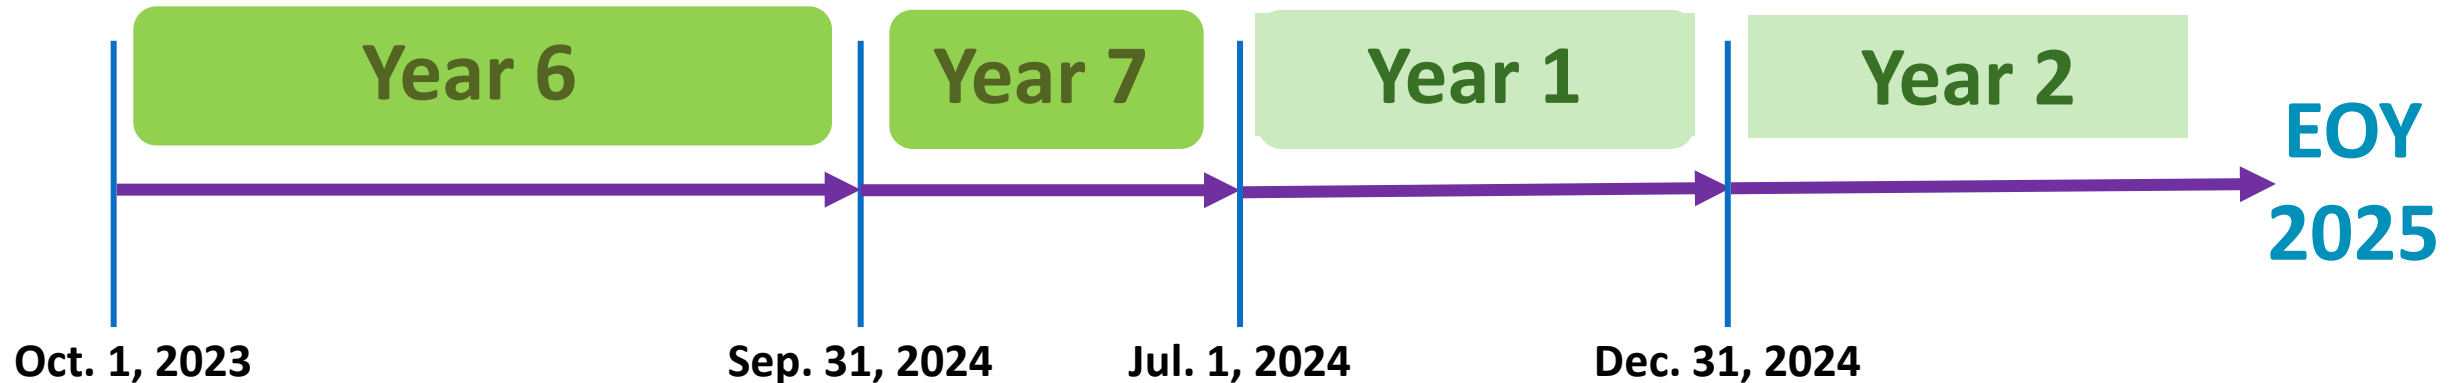 Year 6
Year 7
Year 1
Year 2
EOY
2025
Oct. 1, 2023
Sep. 31, 2024
Jul. 1, 2024
Dec. 31, 2024